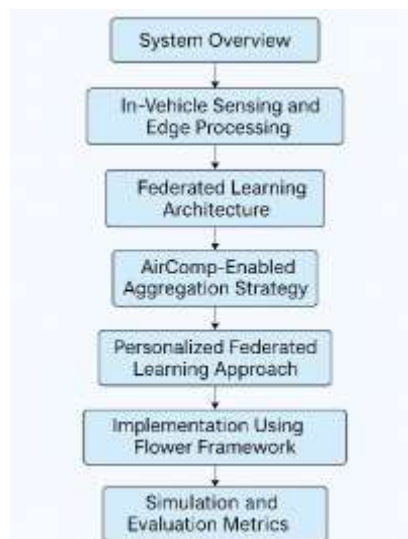 System Overview
In-Vehicle Sensing and
Edge Processing
Federated Learning
Architecture
AirComp-Enabled
Aggregation Strategy
Personalized Federated
Learning Approach
Implementation Using
Flower Framework
Simulation and
Evaluation Metrics